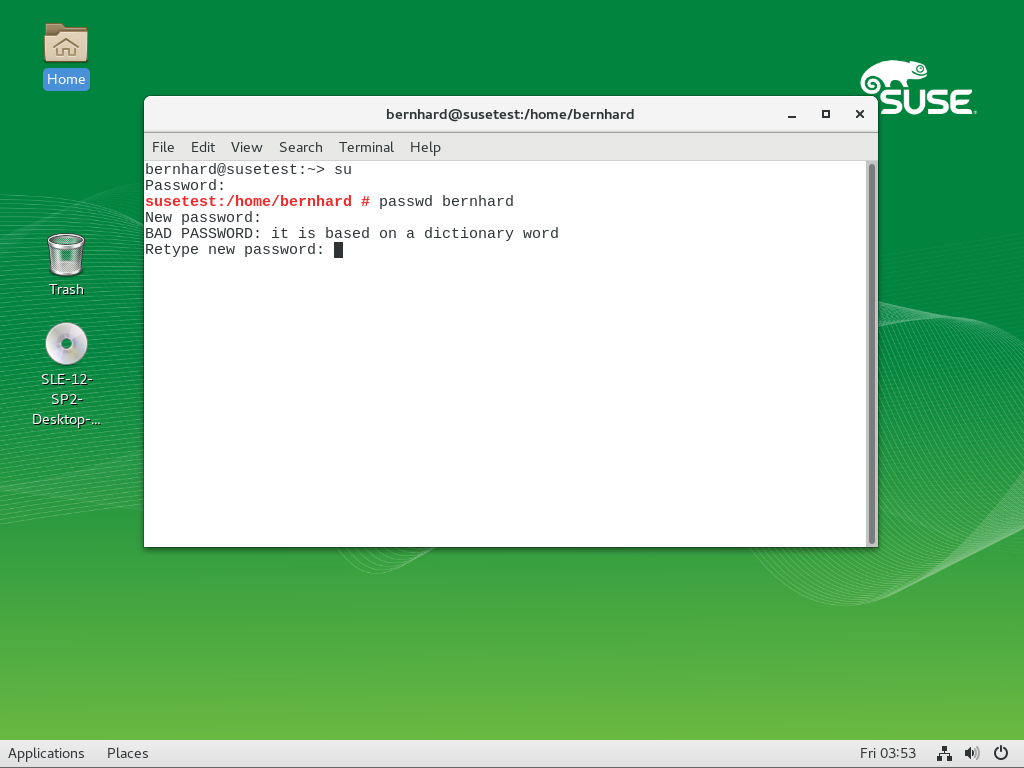 Home
SUSE
bernhard@susetest:/home/bernhard
File Edit View Search Terminal Help
bernhard@susetest:~> su
Password:
susetest:/home/bernhard # passwd bernhard
New password:
BAD PASSWORD: it is based on a dictionary word
Retype new password:
Trash
SLE-12-
SP2-
Desktop-...
Applications Places Fri 03:53